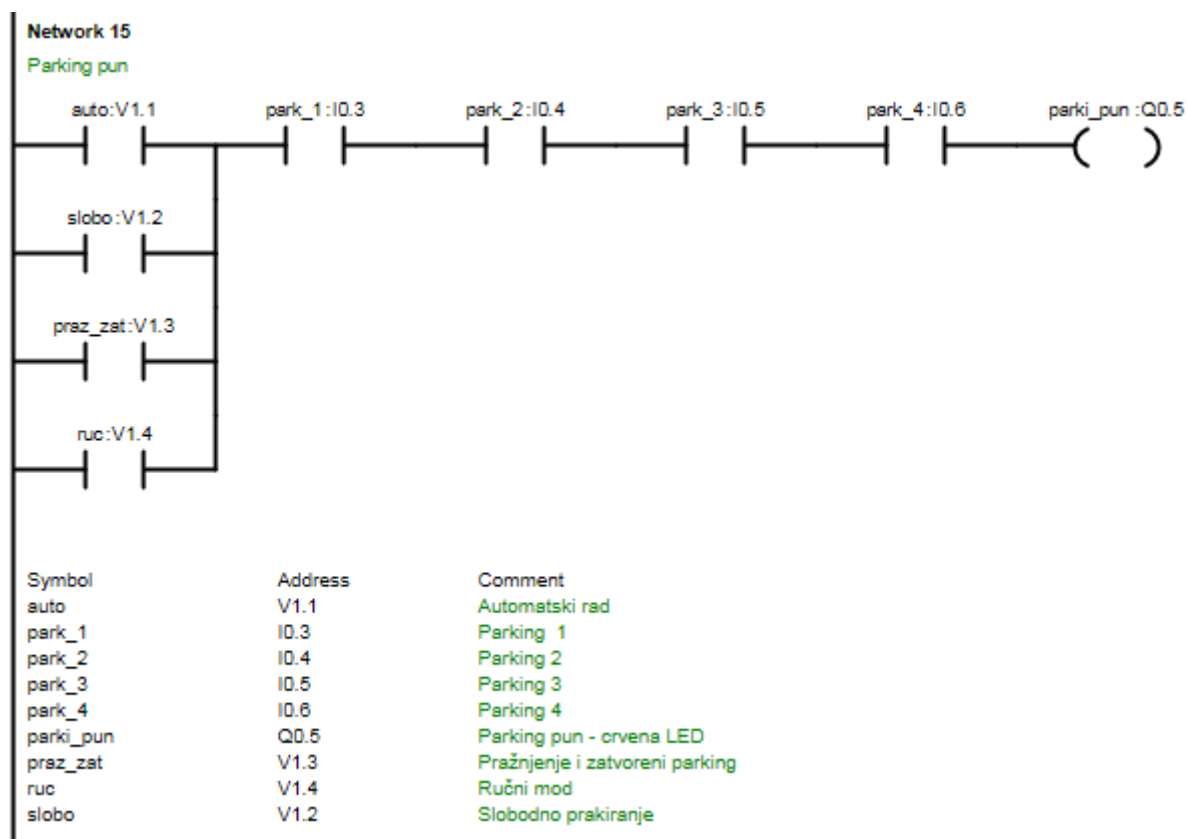 Network 15
Parking pun
auto:V1.1 park_1:I0.3 park_2:I0.4 park_3:I0.5 park_4:I0.6 parki_pun :Q0.5
slobo:V1.2
praz_zat:V1.3
ruc:V1.4
Symbol Address Comment
auto V1.1 Automatski rad
park_1 I0.3 Parking 1
park_2 I0.4 Parking 2
park_3 I0.5 Parking 3
park_4 I0.6 Parking 4
parki_pun Q0.5 Parking pun - crvena LED
praz_zat V1.3 Pražnjenje i zatvoreni parking
ruc V1.4 Ručni mod
slobo V1.2 Slobodno prakiranje